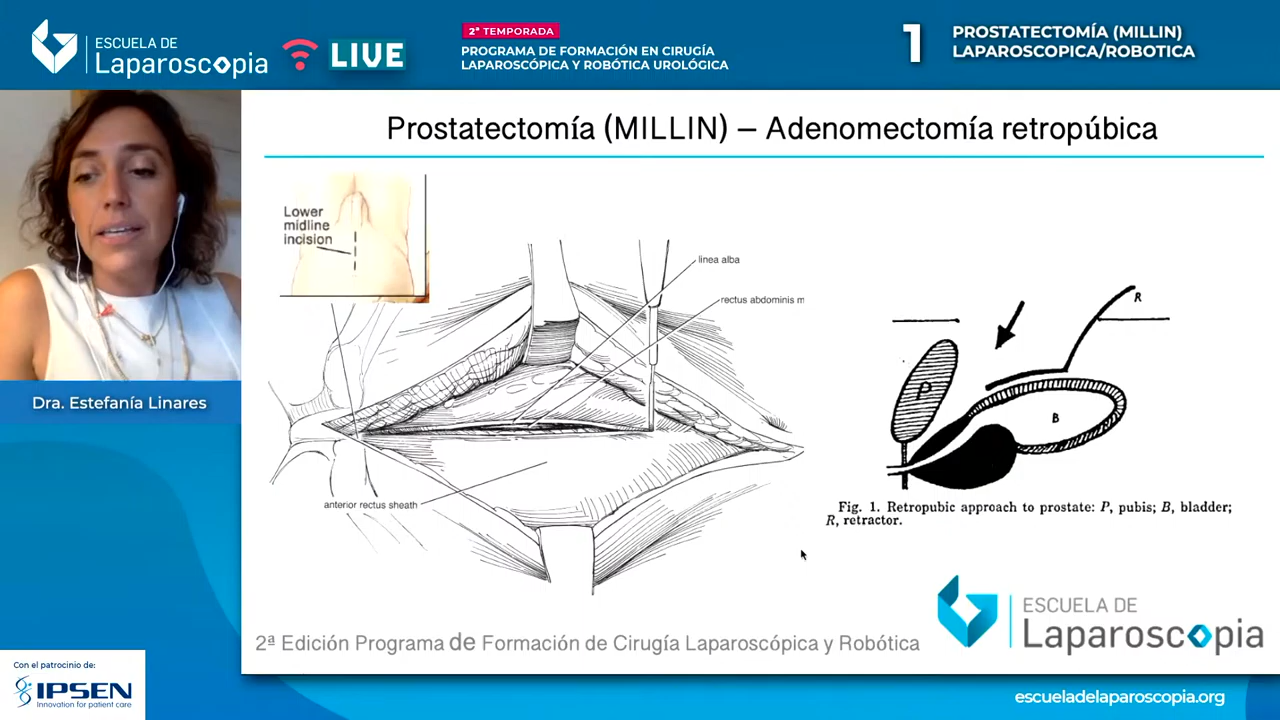 ESCUELA DE
Laparoscopia
LIVE
2ª TEMPORADA
PROGRAMA DE FORMACIÓN EN CIRUGÍA
LAPAROSCÓPICA Y ROBÓTICA UROLÓGICA
1
PROSTATECTOMÍA (MILLIN)
LAPAROSCOPICA/ROBOTICA
Prostatectomía (MILLIN) – Adenomectomía retropúbica
Lower
midline
incision
linea alba
rectus abdominis m
anterior rectus sheath
R
P
B
Fig. 1. Retropubic approach to prostate: P, pubis; B, bladder;
R, retractor.
Dra. Estefanía Linares
2ª Edición Programa de Formación de Cirugía Laparoscópica y Robótica
ESCUELA DE
Laparoscopia
Con el patrocinio de:
IPSEN
Innovation for patient care
escueladelaparoscopia.org